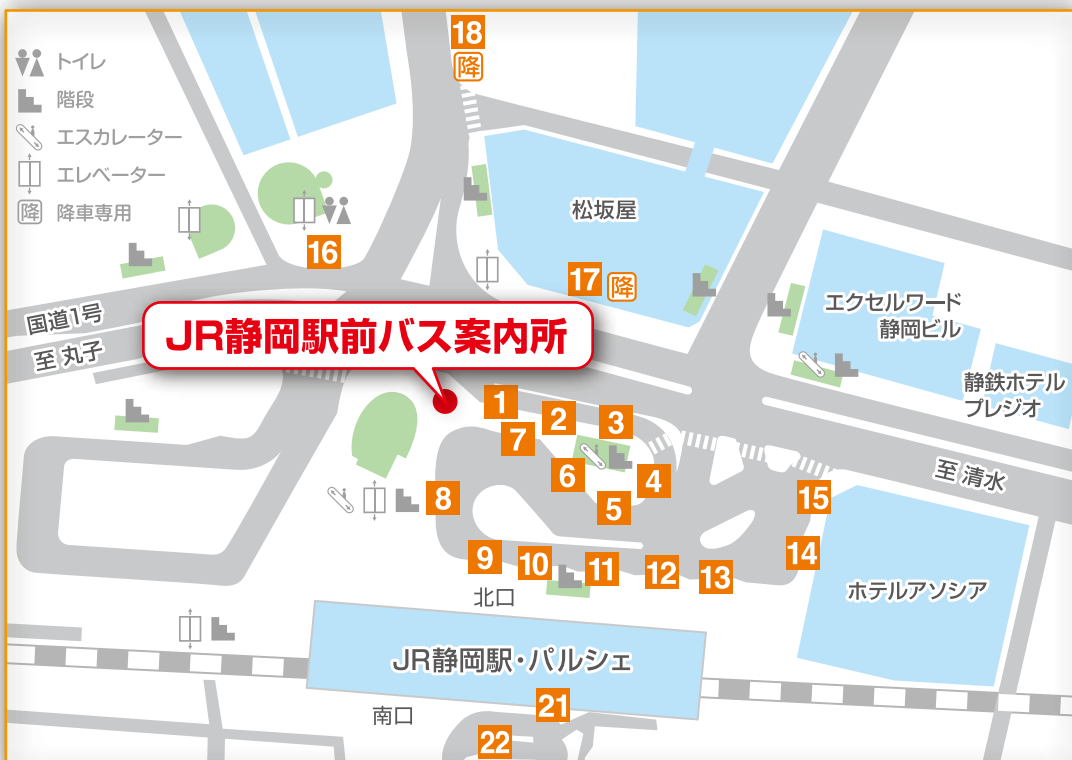 18
降
トイレ
階段
エスカレーター
エレベーター
降 降車専用
松坂屋
16
17 降
国道1号
至 丸子
エクセルワード
静岡ビル
JR静岡駅前バス案内所
静鉄ホテル
プレジオ
1
2
3
7
6
4
至 清水
8
5
15
9
10
11
12
13
14
北口
ホテルアソシア
JR静岡駅・パルシェ
21
南口
22